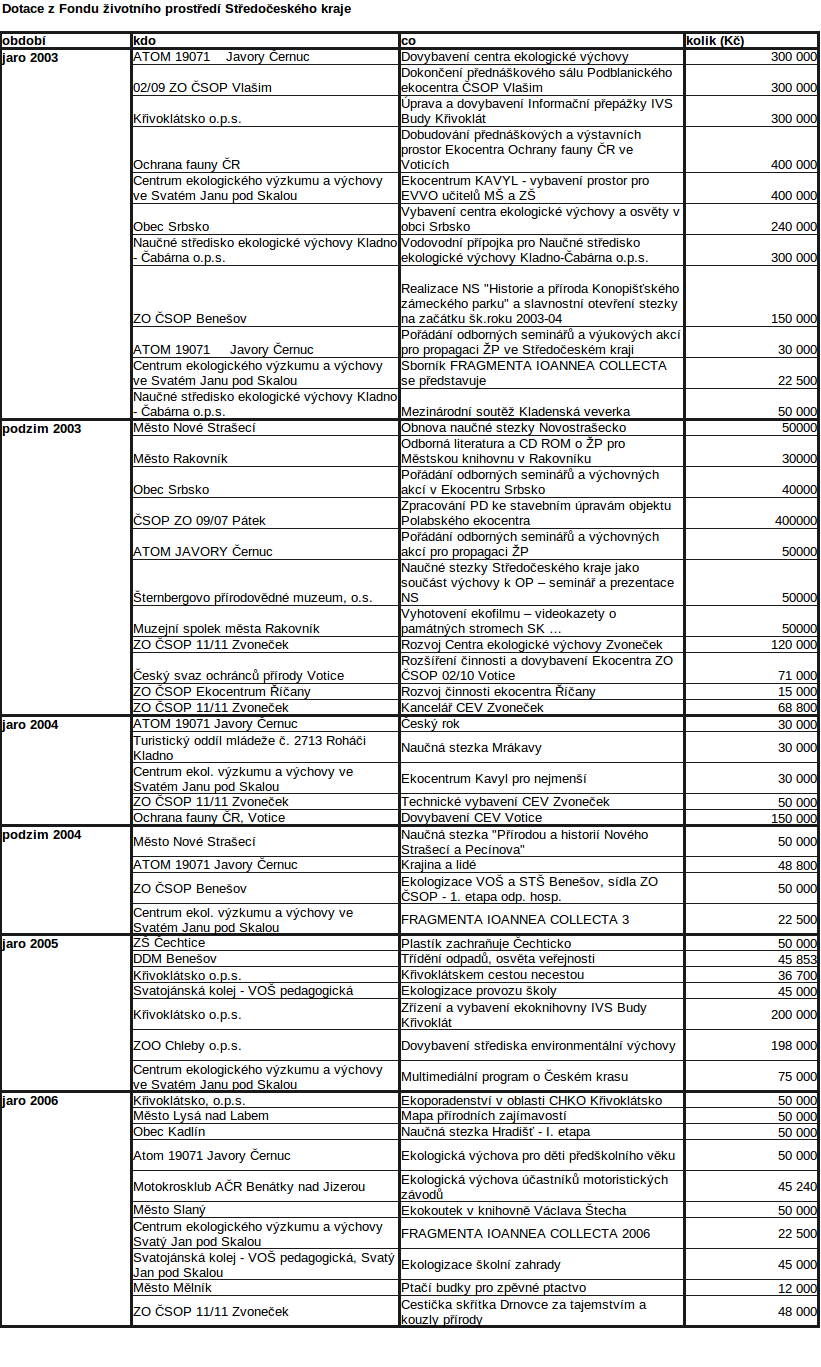 Dotace z Fondu životního prostředí Středočeského kraje
období kdo co kolik (Kč)
jaro 2003 ATOM 19071 Javory Černuc Dovybavení centra ekologické výchovy 300 000
02/09 ZO ČSOP Vlašim Dokončení přednáškového sálu Podblanického
ekocentra ČSOP Vlašim 300 000
Křivoklátsko o.p.s. Úprava a dovybavení Informační přepážky IVS
Budy Křivoklát 300 000
Ochrana fauny ČR Dobudování přednáškových a výstavních
prostor Ekocentra Ochrany fauny ČR ve
Voticích 400 000
Centrum ekologického výzkumu a výchovy
ve Svatém Janu pod Skalou Ekocentrum KAVYL - vybavení prostor pro
EVVO učitelů MŠ a ZŠ 400 000
Obec Srbsko Vybavení centra ekologické výchovy a osvěty v
obci Srbsko 240 000
Naučné středisko ekologické výchovy Kladno
- Čabárna o.p.s. Vodovodní přípojka pro Naučné středisko
ekologické výchovy Kladno-Čabárna o.p.s. 300 000
ZO ČSOP Benešov Realizace NS "Historie a příroda Konopišťského
zámeckého parku" a slavnostní otevření stezky
na začátku šk.roku 2003-04 150 000
ATOM 19071 Javory Černuc Pořádání odborných seminářů a výukových akcí
pro propagaci ŽP ve Středočeském kraji 30 000
Centrum ekologického výzkumu a výchovy
ve Svatém Janu pod Skalou Sborník FRAGMENTA IOANNEA COLLECTA
se představuje 22 500
Naučné středisko ekologické výchovy Kladno
- Čabárna o.p.s. Mezinárodní soutěž Kladenská veverka 50 000
podzim 2003 Město Nové Strašecí Obnova naučné stezky Novostrašecko 50000
Město Rakovník Odborná literatura a CD ROM o ŽP pro
Městskou knihovnu v Rakovníku 30000
Obec Srbsko Pořádání odborných seminářů a výchovných
akcí v Ekocentru Srbsko 40000
ČSOP ZO 09/07 Pátek Zpracování PD ke stavebním úpravám objektu
Polabského ekocentra 400000
ATOM JAVORY Černuc Pořádání odborných seminářů a výchovných
akcí pro propagaci ŽP 50000
Šternbergovo přírodovědné muzeum, o.s. Naučné stezky Středočeského kraje jako
součást výchovy k OP – seminář a prezentace
NS 50000
Muzejní spolek města Rakovník Vyhotovení ekofilmu – videokazety o
památných stromech SK … 50000
ZO ČSOP 11/11 Zvoneček Rozvoj Centra ekologické výchovy Zvoneček 120 000
Český svaz ochránců přírody Votice Rozšíření činnosti a dovybavení Ekocentra ZO
ČSOP 02/10 Votice 71 000
ZO ČSOP Ekocentrum Říčany Rozvoj činnosti ekocentra Říčany 15 000
ZO ČSOP 11/11 Zvoneček Kancelář CEV Zvoneček 68 800
jaro 2004 ATOM 19071 Javory Černuc Český rok 30 000
Turistický oddíl mládeže č. 2713 Roháči
Kladno Naučná stezka Mrákavy 30 000
Centrum ekol. výzkumu a výchovy ve
Svatém Janu pod Skalou Ekocentrum Kavyl pro nejmenší 30 000
ZO ČSOP 11/11 Zvoneček Technické vybavení CEV Zvoneček 50 000
Ochrana fauny ČR, Votice Dovybavení CEV Votice 150 000
podzim 2004 Město Nové Strašecí Naučná stezka "Přírodou a historií Nového
Strašecí a Pecínova" 50 000
ATOM 19071 Javory Černuc Krajina a lidé 48 800
ZO ČSOP Benešov Ekologizace VOŠ a STŠ Benešov, sídla ZO
ČSOP - 1. etapa odp. hosp. 50 000
Centrum ekol. výzkumu a výchovy ve
Svatém Janu pod Skalou FRAGMENTA IOANNEA COLLECTA 3 22 500
jaro 2005 ZŠ Čechtice Plastík zachraňuje Čechticko 50 000
DDM Benešov Třídění odpadů, osvěta veřejnosti 45 853
Křivoklátsko o.p.s. Křivoklátskem cestou necestou 36 700
Svatojánská kolej - VOŠ pedagogická Ekologizace provozu školy 45 000
Křivoklátsko o.p.s. Zřízení a vybavení ekoknihovny IVS Budy
Křivoklát 200 000
ZOO Chleby o.p.s. Dovybavení střediska environmentální výchovy 198 000
Centrum ekologického výzkumu a výchovy
ve Svatém Janu pod Skalou Multimediální program o Českém krasu 75 000
jaro 2006 Křivoklátsko, o.p.s. Ekoporadenství v oblasti CHKO Křivoklátsko 50 000
Město Lysá nad Labem Mapa přírodních zajímavostí 50 000
Obec Kadlín Naučná stezka Hradišť - I. etapa 50 000
Atom 19071 Javory Černuc Ekologická výchova pro děti předškolního věku 50 000
Motokrosklub AČR Benátky nad Jizerou Ekologická výchova účastníků motoristických
závodů 45 240
Město Slaný Ekokoutek v knihovně Václava Štecha 50 000
Centrum ekologického výzkumu a výchovy
Svatý Jan pod Skalou FRAGMENTA IOANNEA COLLECTA 2006 22 500
Svatojánská kolej - VOŠ pedagogická, Svatý
Jan pod Skalou Ekologizace školní zahrady 45 000
Město Mělník Ptačí budky pro zpěvné ptactvo 12 000
ZO ČSOP 11/11 Zvoneček Cestička skřítka Drnovce za tajemstvím a
kouzly přírody 48 000